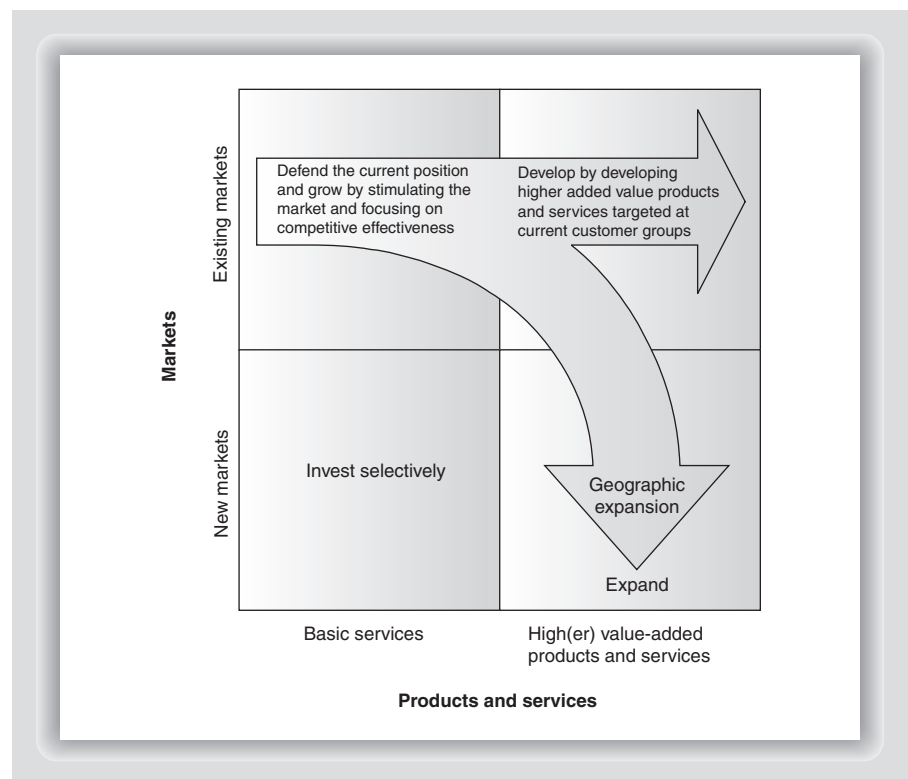 Markets
Existing markets
New markets
Defend the current position
and grow by stimulating the
market and focusing on
competitive effectiveness
Develop by developing
higher added value products
and services targeted at
current customer groups
Invest selectively
Geographic
expansion
Expand
Basic services
High(er) value-added
products and services
Products and services